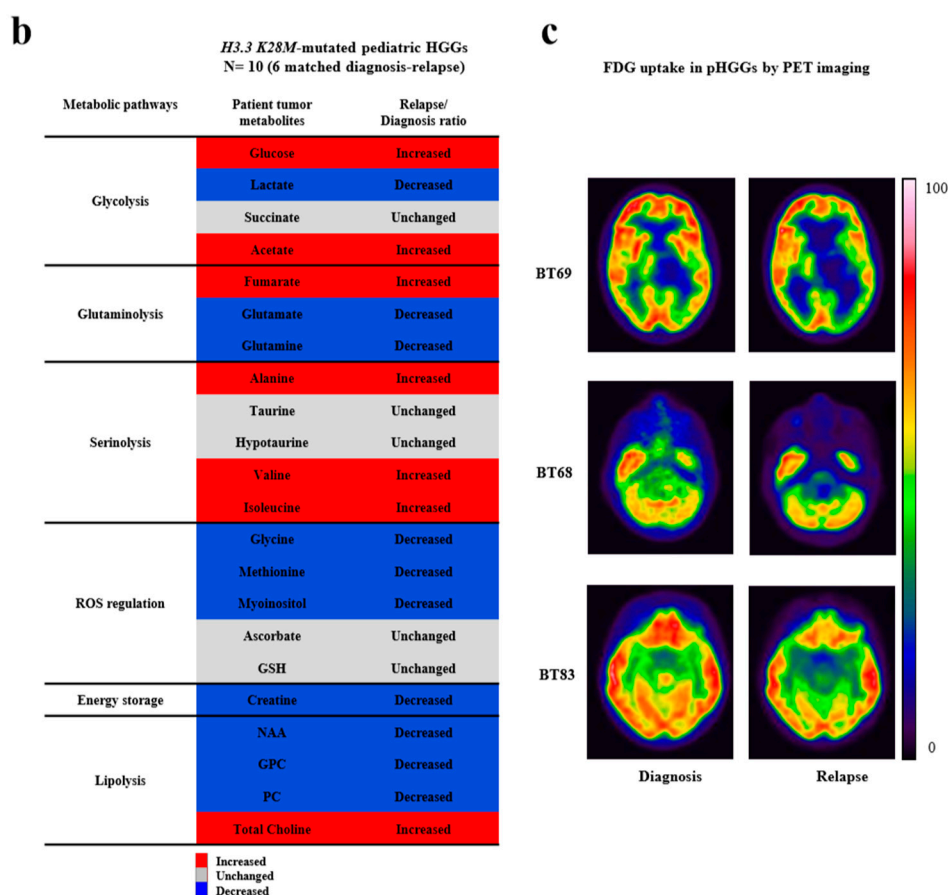 b
H3.3 K28M-mutated pediatric HGGs
N= 10 (6 matched diagnosis-relapse)
Metabolic pathways Patient tumor metabolites Relapse/ Diagnosis ratio
Glycolysis
Glucose Increased
Lactate Decreased
Succinate Unchanged
Acetate Increased
Glutaminolysis
Fumarate Increased
Glutamate Decreased
Glutamine Decreased
Serinolysis
Alanine Increased
Taurine Unchanged
Hypotaurine Unchanged
Valine Increased
Isoleucine Increased
ROS regulation
Glycine Decreased
Methionine Decreased
Myoinositol Decreased
Ascorbate Unchanged
GSH Unchanged
Energy storage Creatine Decreased
Lipolysis
NAA Decreased
GPC Decreased
PC Decreased
Total Choline Increased
Increased
Unchanged
Decreased
c
FDG uptake in pHGGs by PET imaging
100
BT69
BT68
BT83
0
Diagnosis Relapse